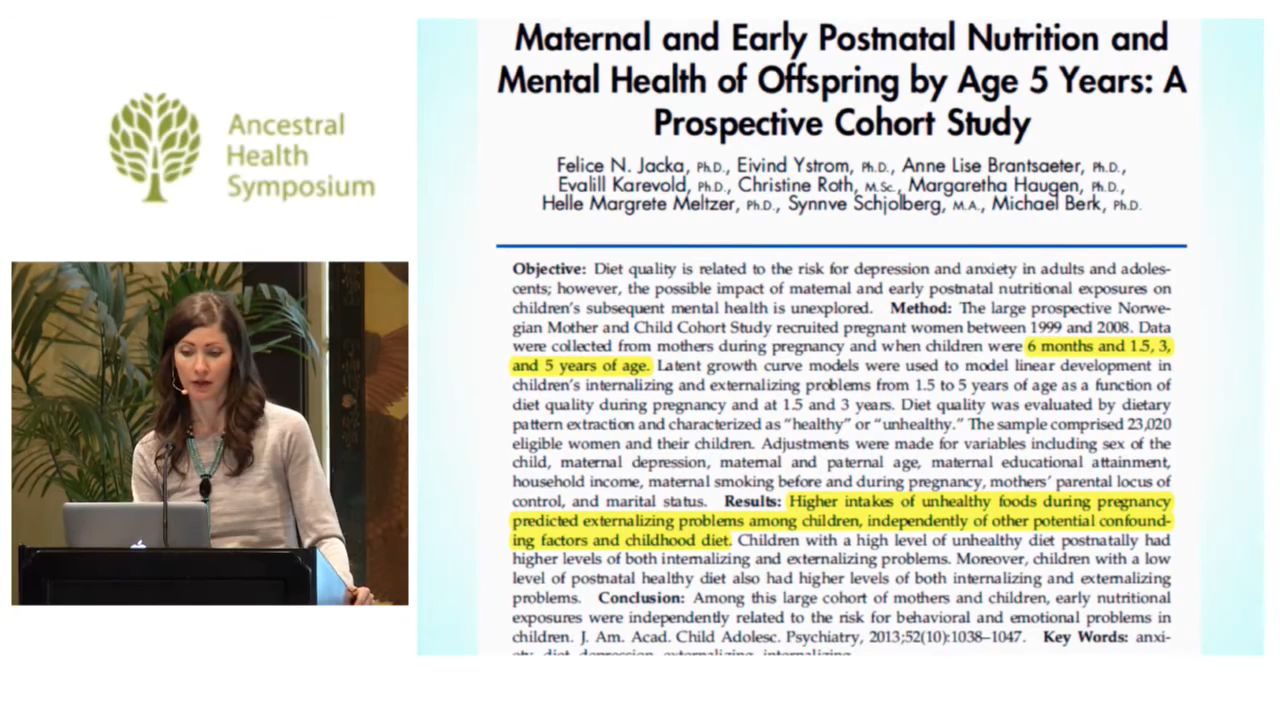 Ancestral
Health
Symposium
Maternal and Early Postnatal Nutrition and
Mental Health of Offspring by Age 5 Years: A
Prospective Cohort Study
Felice N. Jacka, Ph.D., Eivind Ystrom, Ph.D., Anne Lise Brantsaeter, Ph.D.,
Evalill Karevold, Ph.D., Christine Roth, M.Sc., Margaretha Haugen, Ph.D.,
Helle Margrete Meltzer, Ph.D., Synnve Schjolberg, M.A., Michael Berk, Ph.D.
Objective: Diet quality is related to the risk for depression and anxiety in adults and adoles-
cents; however, the possible impact of maternal and early postnatal nutritional exposures on
children's subsequent mental health is unexplored. Method: The large prospective Norwe-
gian Mother and Child Cohort Study recruited pregnant women between 1999 and 2008. Data
were collected from mothers during pregnancy and when children were 6 months and 1.5, 3,
and 5 years of age. Latent growth curve models were used to model linear development in
children's internalizing and externalizing problems from 1.5 to 5 years of age as a function of
diet quality during pregnancy and at 1.5 and 3 years. Diet quality was evaluated by dietary
pattern extraction and characterized as "healthy" or "unhealthy." The sample comprised 23,020
eligible women and their children. Adjustments were made for variables including sex of the
child, maternal depression, maternal and paternal age, maternal educational attainment,
household income, maternal smoking before and during pregnancy, mothers' parental locus of
control, and marital status. Results: Higher intakes of unhealthy foods during pregnancy
predicted externalizing problems among children, independently of other potential confound-
ing factors and childhood diet. Children with a high level of unhealthy diet postnatally had
higher levels of both internalizing and externalizing problems. Moreover, children with a low
level of postnatal healthy diet also had higher levels of both internalizing and externalizing
problems. Conclusion: Among this large cohort of mothers and children, early nutritional
exposures were independently related to the risk for behavioral and emotional problems in
children. J. Am. Acad. Child Adolesc. Psychiatry, 2013;52(10):1038–1047. Key Words: anxi-
ety, diet, depression, externalizing, internalizing